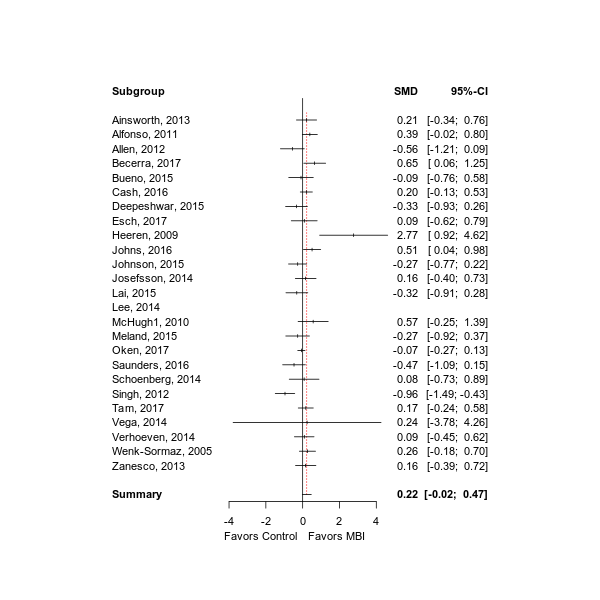 Subgroup SMD 95%-CI
Ainsworth, 2013 0.21 [-0.34; 0.76]
Alfonso, 2011 0.39 [-0.02; 0.80]
Allen, 2012 -0.56 [-1.21; 0.09]
Becerra, 2017 0.65 [ 0.06; 1.25]
Bueno, 2015 -0.09 [-0.76; 0.58]
Cash, 2016 0.20 [-0.13; 0.53]
Deepeshwar, 2015 -0.33 [-0.93; 0.26]
Esch, 2017 0.09 [-0.62; 0.79]
Heeren, 2009 2.77 [ 0.92; 4.62]
Johns, 2016 0.51 [ 0.04; 0.98]
Johnson, 2015 -0.27 [-0.77; 0.22]
Josefsson, 2014 0.16 [-0.40; 0.73]
Lai, 2015 -0.32 [-0.91; 0.28]
Lee, 2014
McHugh1, 2010 0.57 [-0.25; 1.39]
Meland, 2015 -0.27 [-0.92; 0.37]
Oken, 2017 -0.07 [-0.27; 0.13]
Saunders, 2016 -0.47 [-1.09; 0.15]
Schoenberg, 2014 0.08 [-0.73; 0.89]
Singh, 2012 -0.96 [-1.49; -0.43]
Tam, 2017 0.17 [-0.24; 0.58]
Vega, 2014 0.24 [-3.78; 4.26]
Verhoeven, 2014 0.09 [-0.45; 0.62]
Wenk-Sormaz, 2005 0.26 [-0.18; 0.70]
Zanesco, 2013 0.16 [-0.39; 0.72]
Summary 0.22 [-0.02; 0.47]
-4 -2 0 2 4
Favors Control Favors MBI